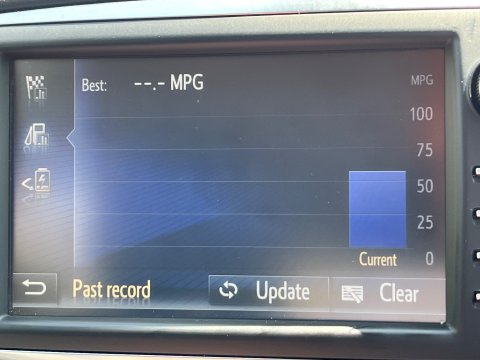 Best: --.- MPG
MPG
100
75
50
25
0
Current
Past record
Update
Clear